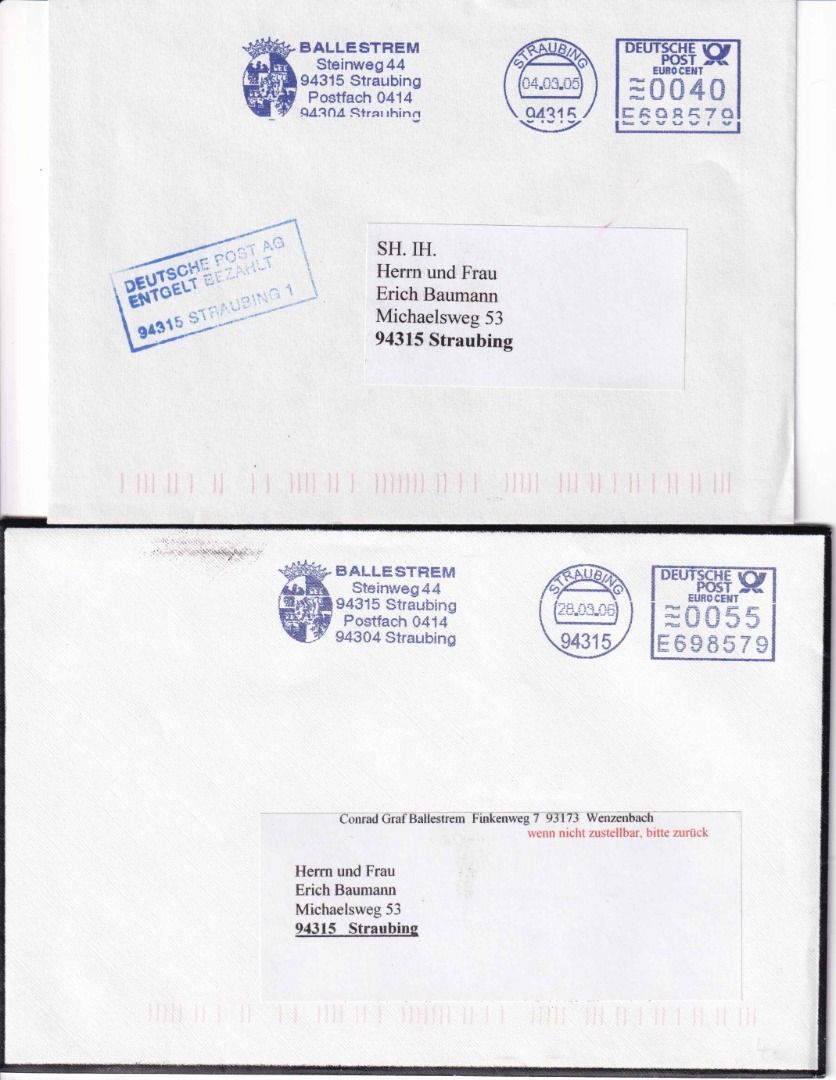 BALLESTREM
Steinweg 44
94315 Straubing
Postfach 0414
94304 Straubing
STRAUBING
04.03.05
94315
DEUTSCHE
POST
EURO CENT
0040
E698579
DEUTSCHE POST AG
ENTGELT BEZAHLT
94315 STRAUBING 1
SH. IH.
Herrn und Frau
Erich Baumann
Michaelsweg 53
94315 Straubing
BALLESTREM
Steinweg 44
94315 Straubing
Postfach 0414
94304 Straubing
STRAUBING
28.03.06
94315
DEUTSCHE
POST
EURO CENT
0055
E698579
Conrad Graf Ballestrem Finkenweg 7 93173 Wenzenbach
wenn nicht zustellbar, bitte zurück
Herrn und Frau
Erich Baumann
Michaelsweg 53
94315 Straubing